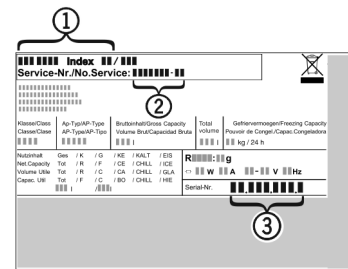 1
Index /
Service-Nr./No.Service: -
2
Klasse/Class Ap-Typ/AP-Type Bruttoinhalt/Gross Capacity Total Gefriervermoegen/Freezing Capacity
Classe/Clase AP-Type/AP-Tipo Volume Brut/Capacidad Bruta volume Pouvoir de Congel./Capac.Congeladora
l l kg / 24 h
Nutzinhalt Ges / K / G / KE / KALT / EIS
Net Capacity Tot / R / F / CE / CHILL / ICE
Volume Utile Tot / R / C / CA / CHILL / GLA
Capac. Util Tot / F / C / BO / CHILL / HIE
l / l
R : g
W A - V Hz
Serial-Nr. . . .
3